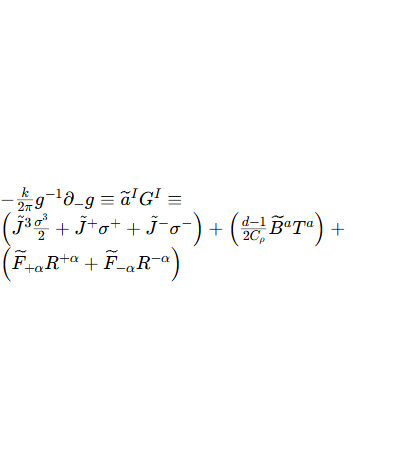 $-\frac{k}{2\pi} g^{-1} \partial_{-} g \equiv \widetilde{a}^{I} G^{I} \equiv$
$\left( \tilde{J}^{3} \frac{\sigma^{3}}{2} + \tilde{J}^{+} \sigma^{+} + \tilde{J}^{-} \sigma^{-} \right) + \left( \frac{d-1}{2C_{\rho}} \widetilde{B}^{a} T^{a} \right) +$
$\left( \widetilde{F}_{+\alpha} R^{+\alpha} + \widetilde{F}_{-\alpha} R^{-\alpha} \right)$